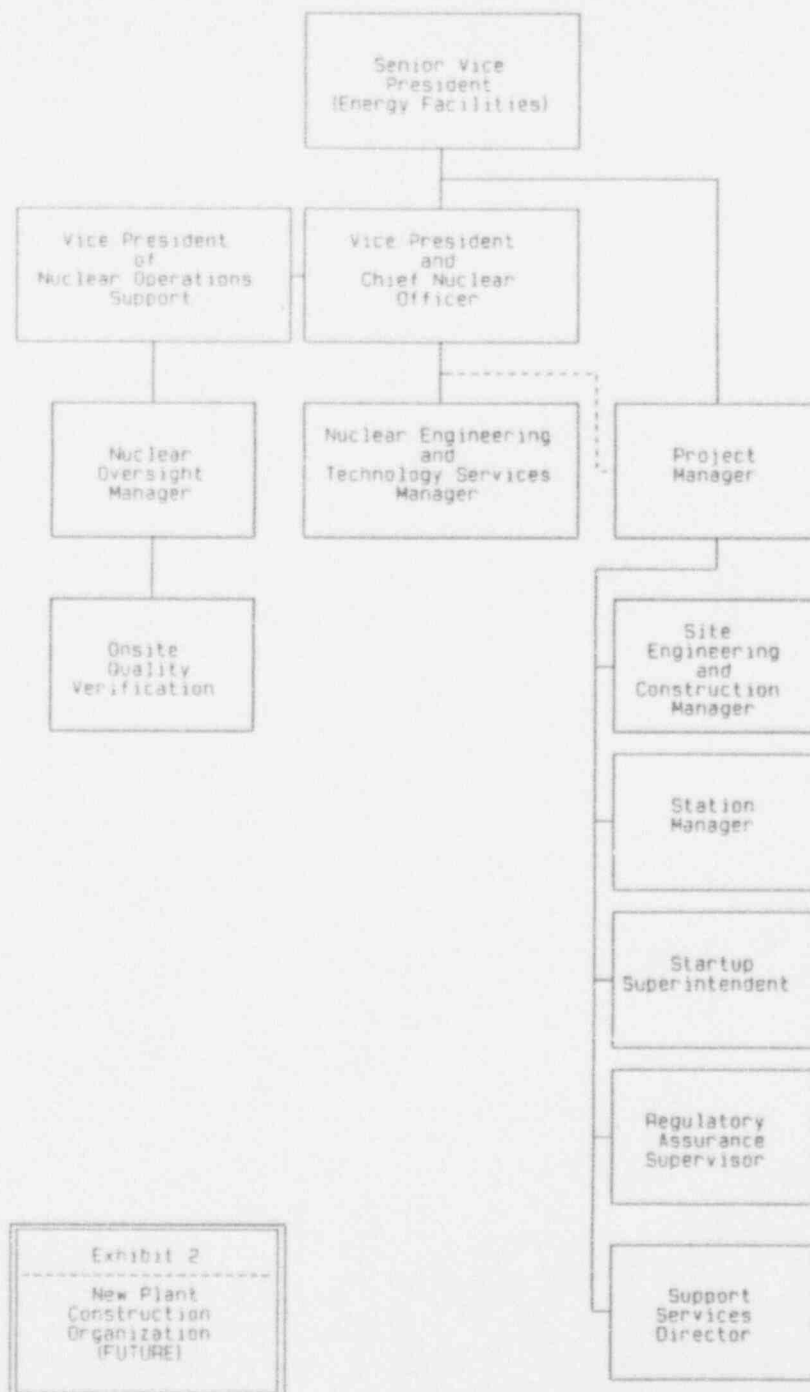 Senior Vice
President
(Energy Facilities)
Vice President
of
Nuclear Operations
Support
Vice President
and
Chief Nuclear
Officer
Nuclear
Oversight
Manager
Nuclear Engineering
and
Technology Services
Manager
Project
Manager
Onsite
Quality
Verification
Site
Engineering
and
Construction
Manager
Station
Manager
Startup
Superintendent
Regulatory
Assurance
Supervisor
Support
Services
Director
Exhibit 2
New Plant
Construction
Organization
(FUTURE)